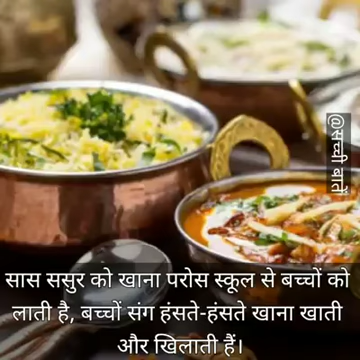 @सच्ची बातें
सास ससुर को खाना परोस स्कूल से बच्चों को
लाती है, बच्चों संग हंसते-हंसते खाना खाती
और खिलाती हैं।